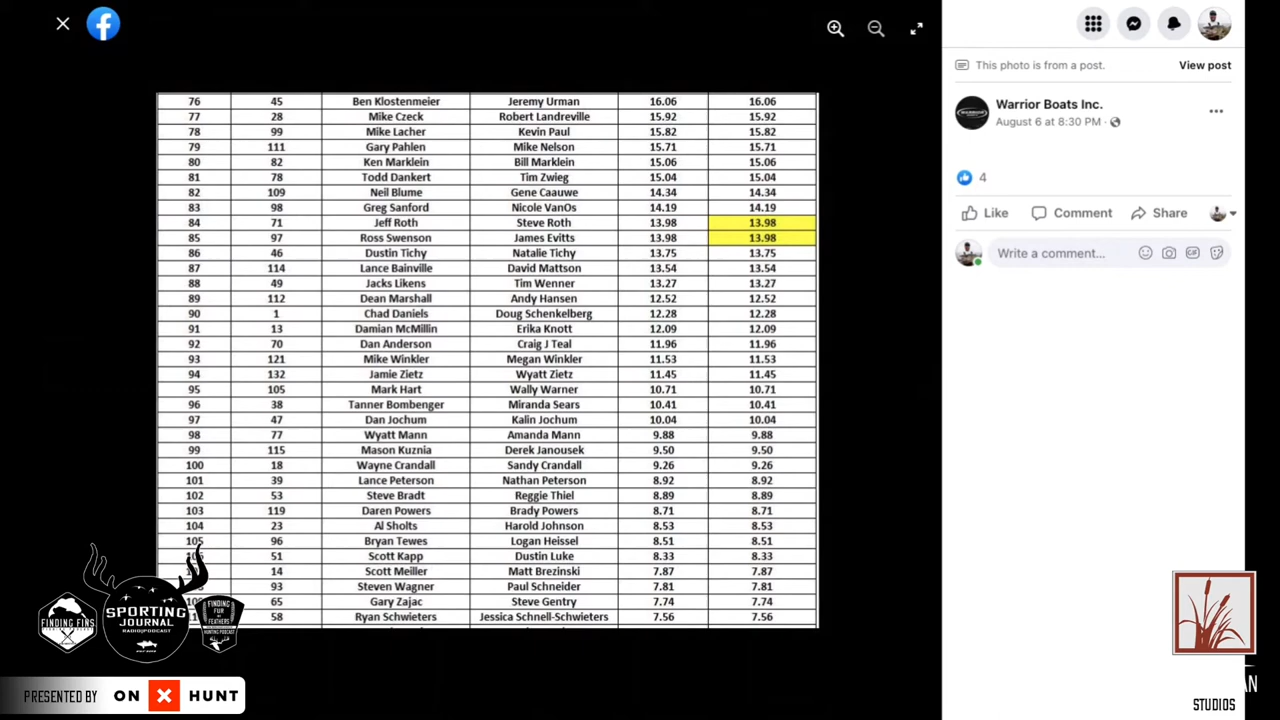 This photo is from a post.
View post
Warrior Boats Inc.
August 6 at 8:30 PM
4
Like Comment Share
Write a comment...
76 45 Ben Klostenmeier Jeremy Urman 16.06 16.06
77 28 Mike Czeck Robert Landreville 15.92 15.92
78 99 Mike Lacher Kevin Paul 15.82 15.82
79 111 Gary Pahlen Mike Nelson 15.71 15.71
80 82 Ken Marklein Bill Marklein 15.06 15.06
81 78 Todd Dankert Tim Zwieg 15.04 15.04
82 109 Neil Blume Gene Caauwe 14.34 14.34
83 98 Greg Sanford Nicole VanOs 14.19 14.19
84 71 Jeff Roth Steve Roth 13.98 13.98
85 97 Ross Swenson James Evitts 13.98 13.98
86 46 Dustin Tichy Natalie Tichy 13.75 13.75
87 114 Lance Bainville David Mattson 13.54 13.54
88 49 Jacks Likens Tim Wenner 13.27 13.27
89 112 Dean Marshall Andy Hansen 12.52 12.52
90 1 Chad Daniels Doug Schenkelberg 12.28 12.28
91 13 Damian McMillin Erika Knott 12.09 12.09
92 70 Dan Anderson Craig J Teal 11.96 11.96
93 121 Mike Winkler Megan Winkler 11.53 11.53
94 132 Jamie Zietz Wyatt Zietz 11.45 11.45
95 105 Mark Hart Wally Warner 10.71 10.71
96 38 Tanner Bombenger Miranda Sears 10.41 10.41
97 47 Dan Jochum Kalin Jochum 10.04 10.04
98 77 Wyatt Mann Amanda Mann 9.88 9.88
99 115 Mason Kuznia Derek Janousek 9.50 9.50
100 18 Wayne Crandall Sandy Crandall 9.26 9.26
101 39 Lance Peterson Nathan Peterson 8.92 8.92
102 53 Steve Bradt Reggie Thiel 8.89 8.89
103 119 Daren Powers Brady Powers 8.71 8.71
104 23 Al Sholts Harold Johnson 8.53 8.53
105 96 Bryan Tewes Logan Heissel 8.51 8.51
51 Scott Kapp Dustin Luke 8.33 8.33
14 Scott Meiller Matt Brezinski 7.87 7.87
93 Steven Wagner Paul Schneider 7.81 7.81
65 Gary Zajac Steve Gentry 7.74 7.74
58 Ryan Schwieters Jessica Schnell-Schwieters 7.56 7.56
FINDING FINS
SPORTING
JOURNAL
RADIO|PODCAST
FINDING
FUR
FEATHERS
HUNTING PODCAST
PRESENTED BY ON X HUNT
AN
STUDIOS